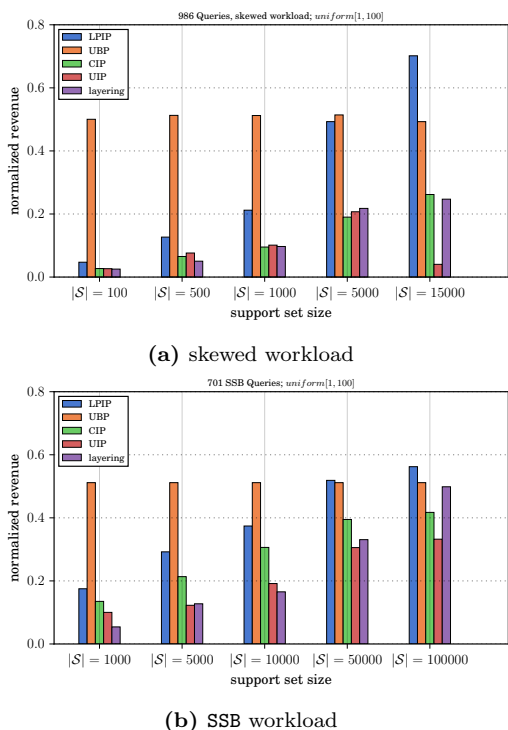 986 Queries, skewed workload; uniform[1, 100]
0.8
0.6
0.4
0.2
0.0
normalized revenue
LPIP
UBP
CIP
UIP
layering
|S| = 100 |S| = 500 |S| = 1000 |S| = 5000 |S| = 15000
support set size
(a) skewed workload
701 SSB Queries; uniform[1, 100]
0.8
0.6
0.4
0.2
0.0
normalized revenue
LPIP
UBP
CIP
UIP
layering
|S| = 1000 |S| = 5000 |S| = 10000 |S| = 50000 |S| = 100000
support set size
(b) SSB workload